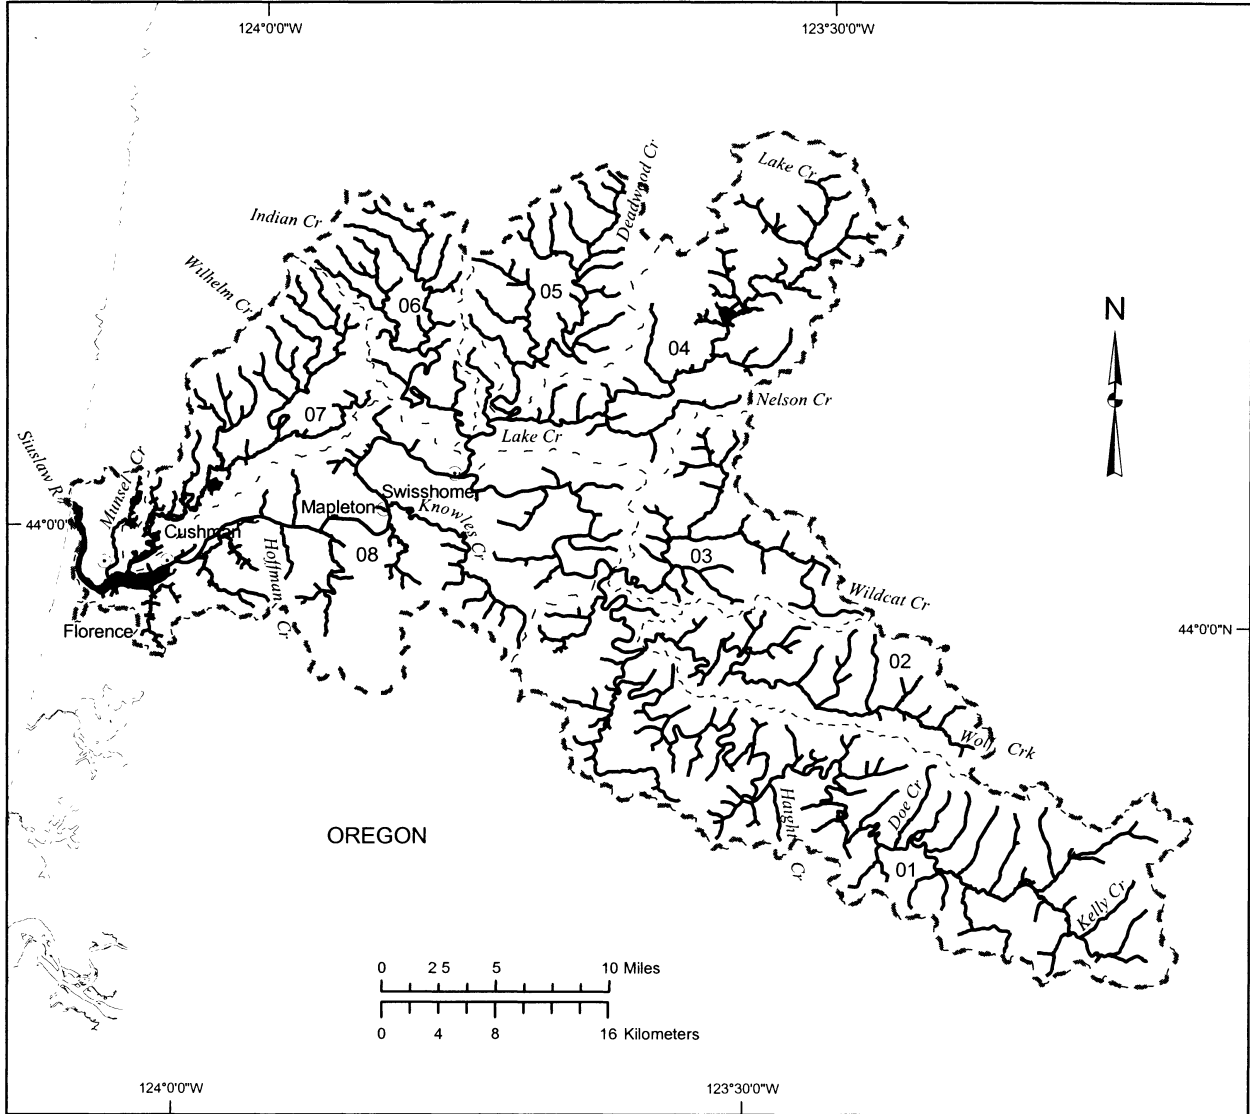 124°0'0"W
123°30'0"W
Lake Cr
Deadwood Cr
Indian Cr
Wilhelm Cr
06
05
04
N
Nelson Cr
07
Lake Cr
Siuslaw R
Munsel Cr
Swisshome
Mapleton
Knowles Cr
44°0'0"
Cushman
Hoffman Cr
08
03
Wildcat Cr
Florence
44°0'0"N
02
Wolf Crk
Haight Cr
Doe Cr
OREGON
01
Kelly Cr
0 2 5 5 10 Miles
0 4 8 16 Kilometers
124°0'0"W
123°30'0"W